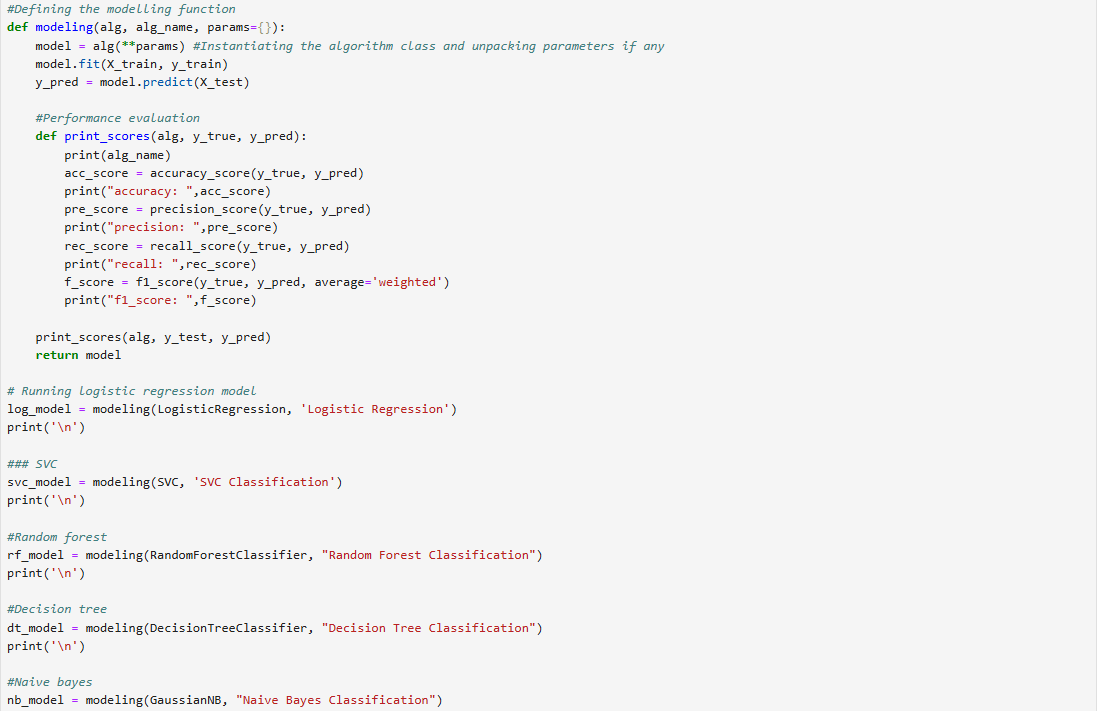 #Defining the modelling function
def modeling(alg, alg_name, params={}):
    model = alg(**params) #Instantiating the algorithm class and unpacking parameters if any
    model.fit(X_train, y_train)
    y_pred = model.predict(X_test)

    #Performance evaluation
    def print_scores(alg, y_true, y_pred):
        print(alg_name)
        acc_score = accuracy_score(y_true, y_pred)
        print("accuracy: ",acc_score)
        pre_score = precision_score(y_true, y_pred)
        print("precision: ",pre_score)
        rec_score = recall_score(y_true, y_pred)
        print("recall: ",rec_score)
        f_score = f1_score(y_true, y_pred, average='weighted')
        print("f1_score: ",f_score)

    print_scores(alg, y_test, y_pred)
    return model

# Running logistic regression model
log_model = modeling(LogisticRegression, 'Logistic Regression')
print('\n')

### SVC
svc_model = modeling(SVC, 'SVC Classification')
print('\n')

#Random forest
rf_model = modeling(RandomForestClassifier, "Random Forest Classification")
print('\n')

#Decision tree
dt_model = modeling(DecisionTreeClassifier, "Decision Tree Classification")
print('\n')

#Naive bayes
nb_model = modeling(GaussianNB, "Naive Bayes Classification")